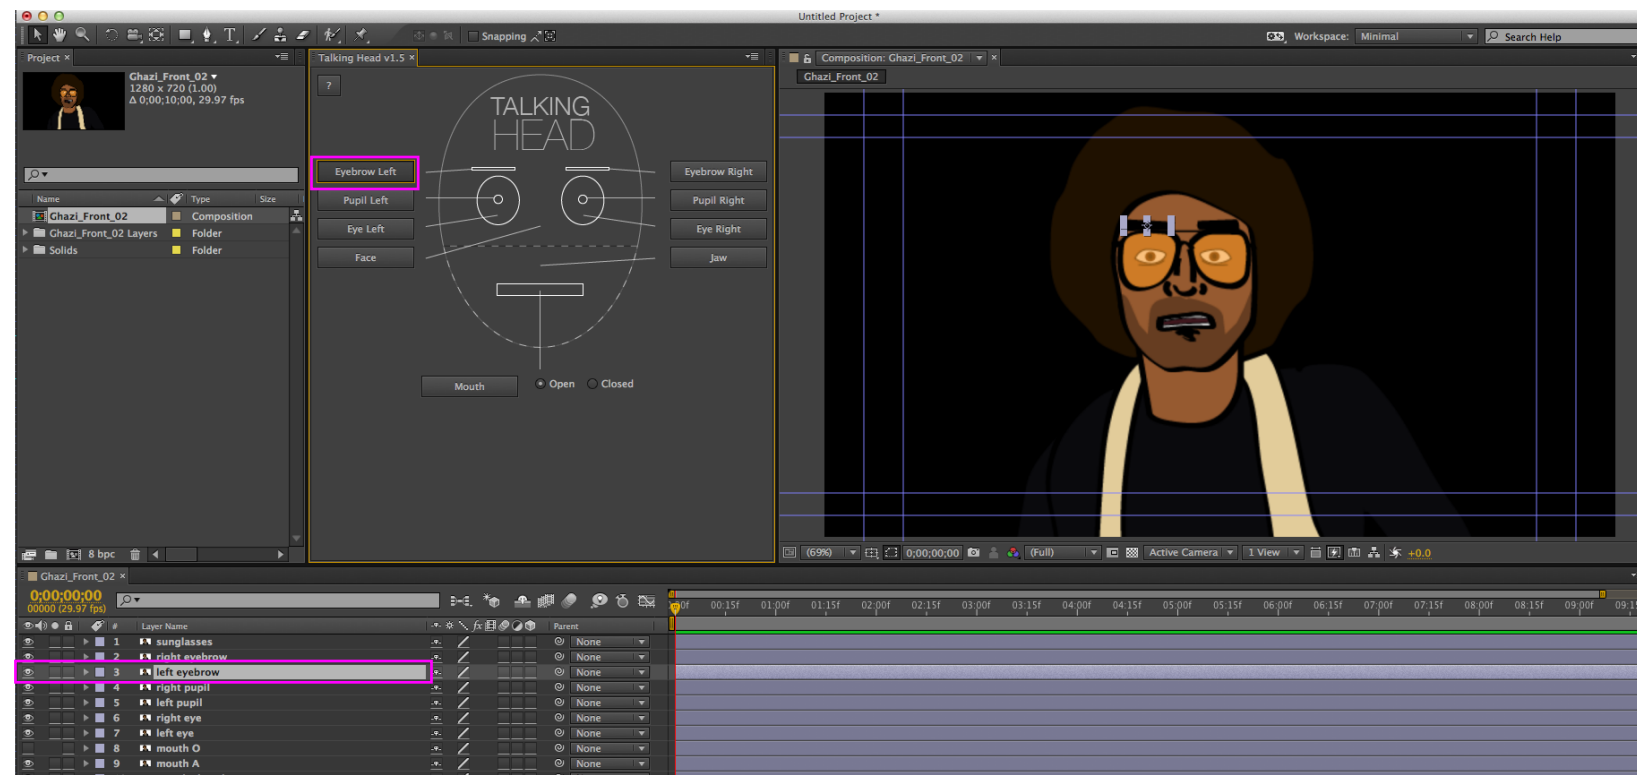 Untitled Project *
T Snapping Workspace: Minimal Search Help
Project × Talking Head v1.5 × Composition: Ghazi_Front_02 ×
Ghazi_Front_02
1280 x 720 (1.00)
Δ 0;00;10;00, 29.97 fps
Ghazi_Front_02
?
TALKING
HEAD
Eyebrow Left Eyebrow Right
Pupil Left Pupil Right
Eye Left Eye Right
Face Jaw
Mouth Open Closed
Name Type Size
Ghazi_Front_02 Composition
Ghazi_Front_02 Layers Folder
Solids Folder
8 bpc
(69%) 0;00;00;00 (Full) Active Camera 1 View +0.0
Ghazi_Front_02 ×
0;00;00;00
00000 (29.97 fps)
00:15f 01:00f 01:15f 02:00f 02:15f 03:00f 03:15f 04:00f 04:15f 05:00f 05:15f 06:00f 06:15f 07:00f 07:15f 08:00f 08:15f 09:00f
# Layer Name fx Parent
1 sunglasses None
2 right eyebrow None
3 left eyebrow None
4 right pupil None
5 left pupil None
6 right eye None
7 left eye None
8 mouth O None
9 mouth A None